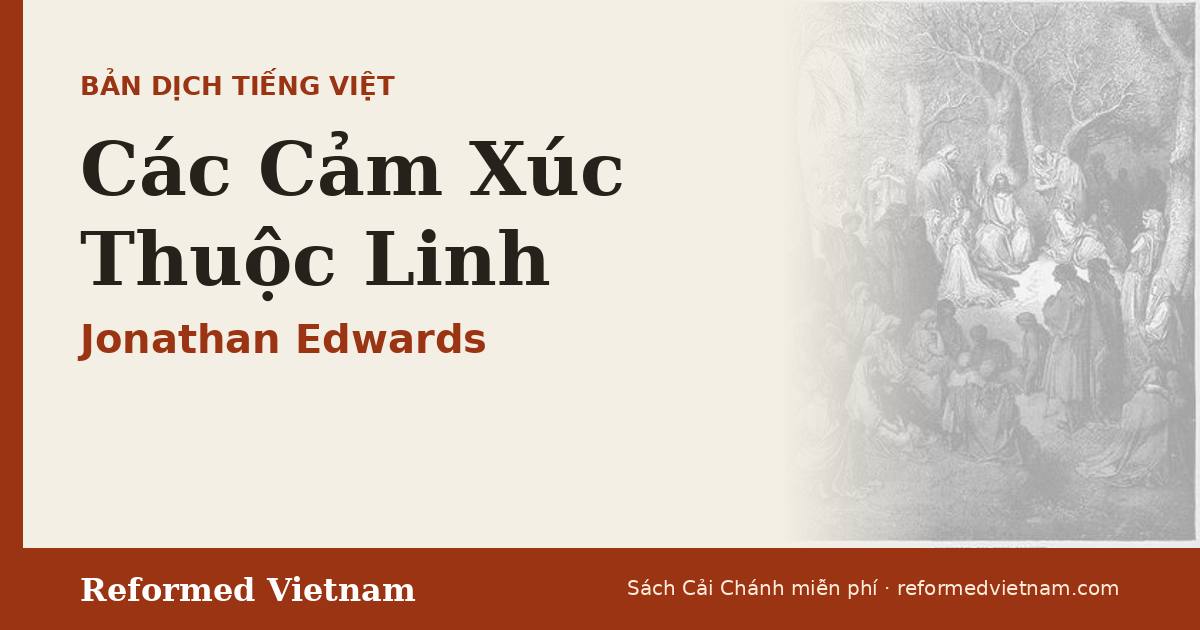 BẢN DỊCH TIẾNG VIỆT
Các Cảm Xúc
Thuộc Linh
Jonathan Edwards
Reformed Vietnam
Sách Cải Chánh miễn phí · reformedvietnam.com